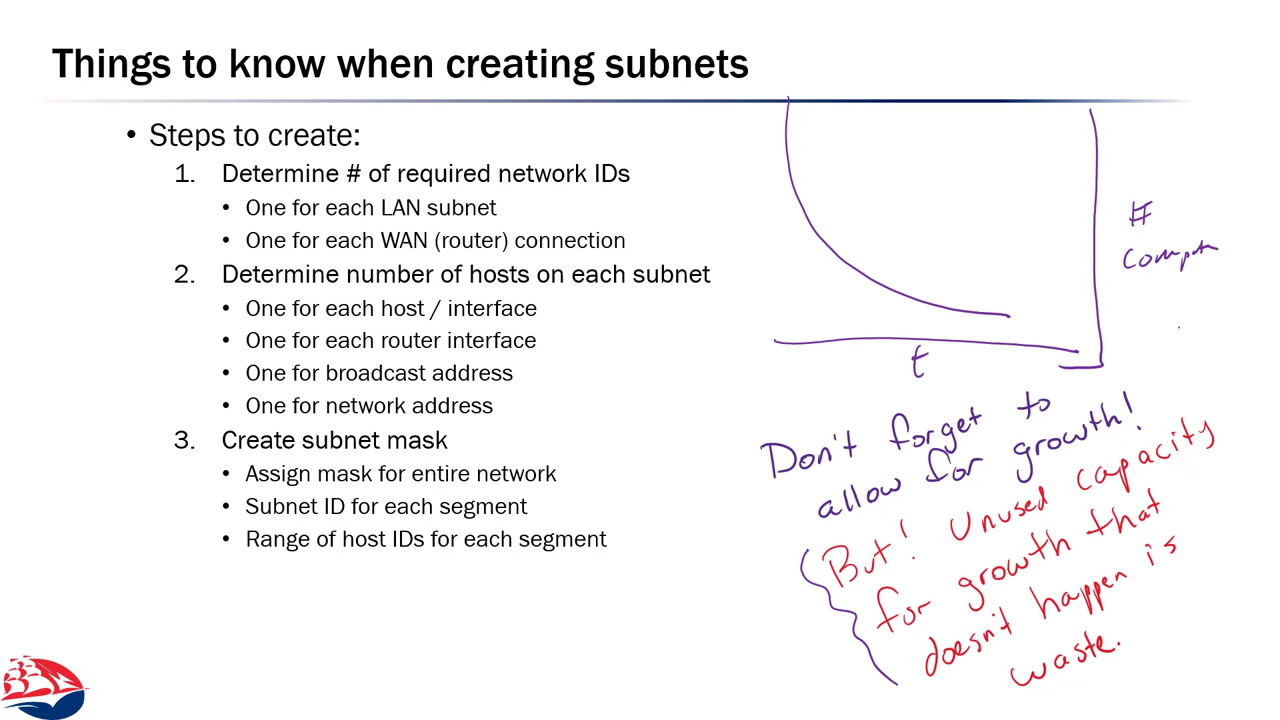 Things to know when creating subnets
• Steps to create:
1. Determine # of required network IDs
• One for each LAN subnet
• One for each WAN (router) connection
2. Determine number of hosts on each subnet
• One for each host / interface
• One for each router interface
• One for broadcast address
• One for network address
3. Create subnet mask
• Assign mask for entire network
• Subnet ID for each segment
• Range of host IDs for each segment
#
t
Don't forget to
allow for growth!
But! Unused capacity
for growth that
doesn't happen is
waste.